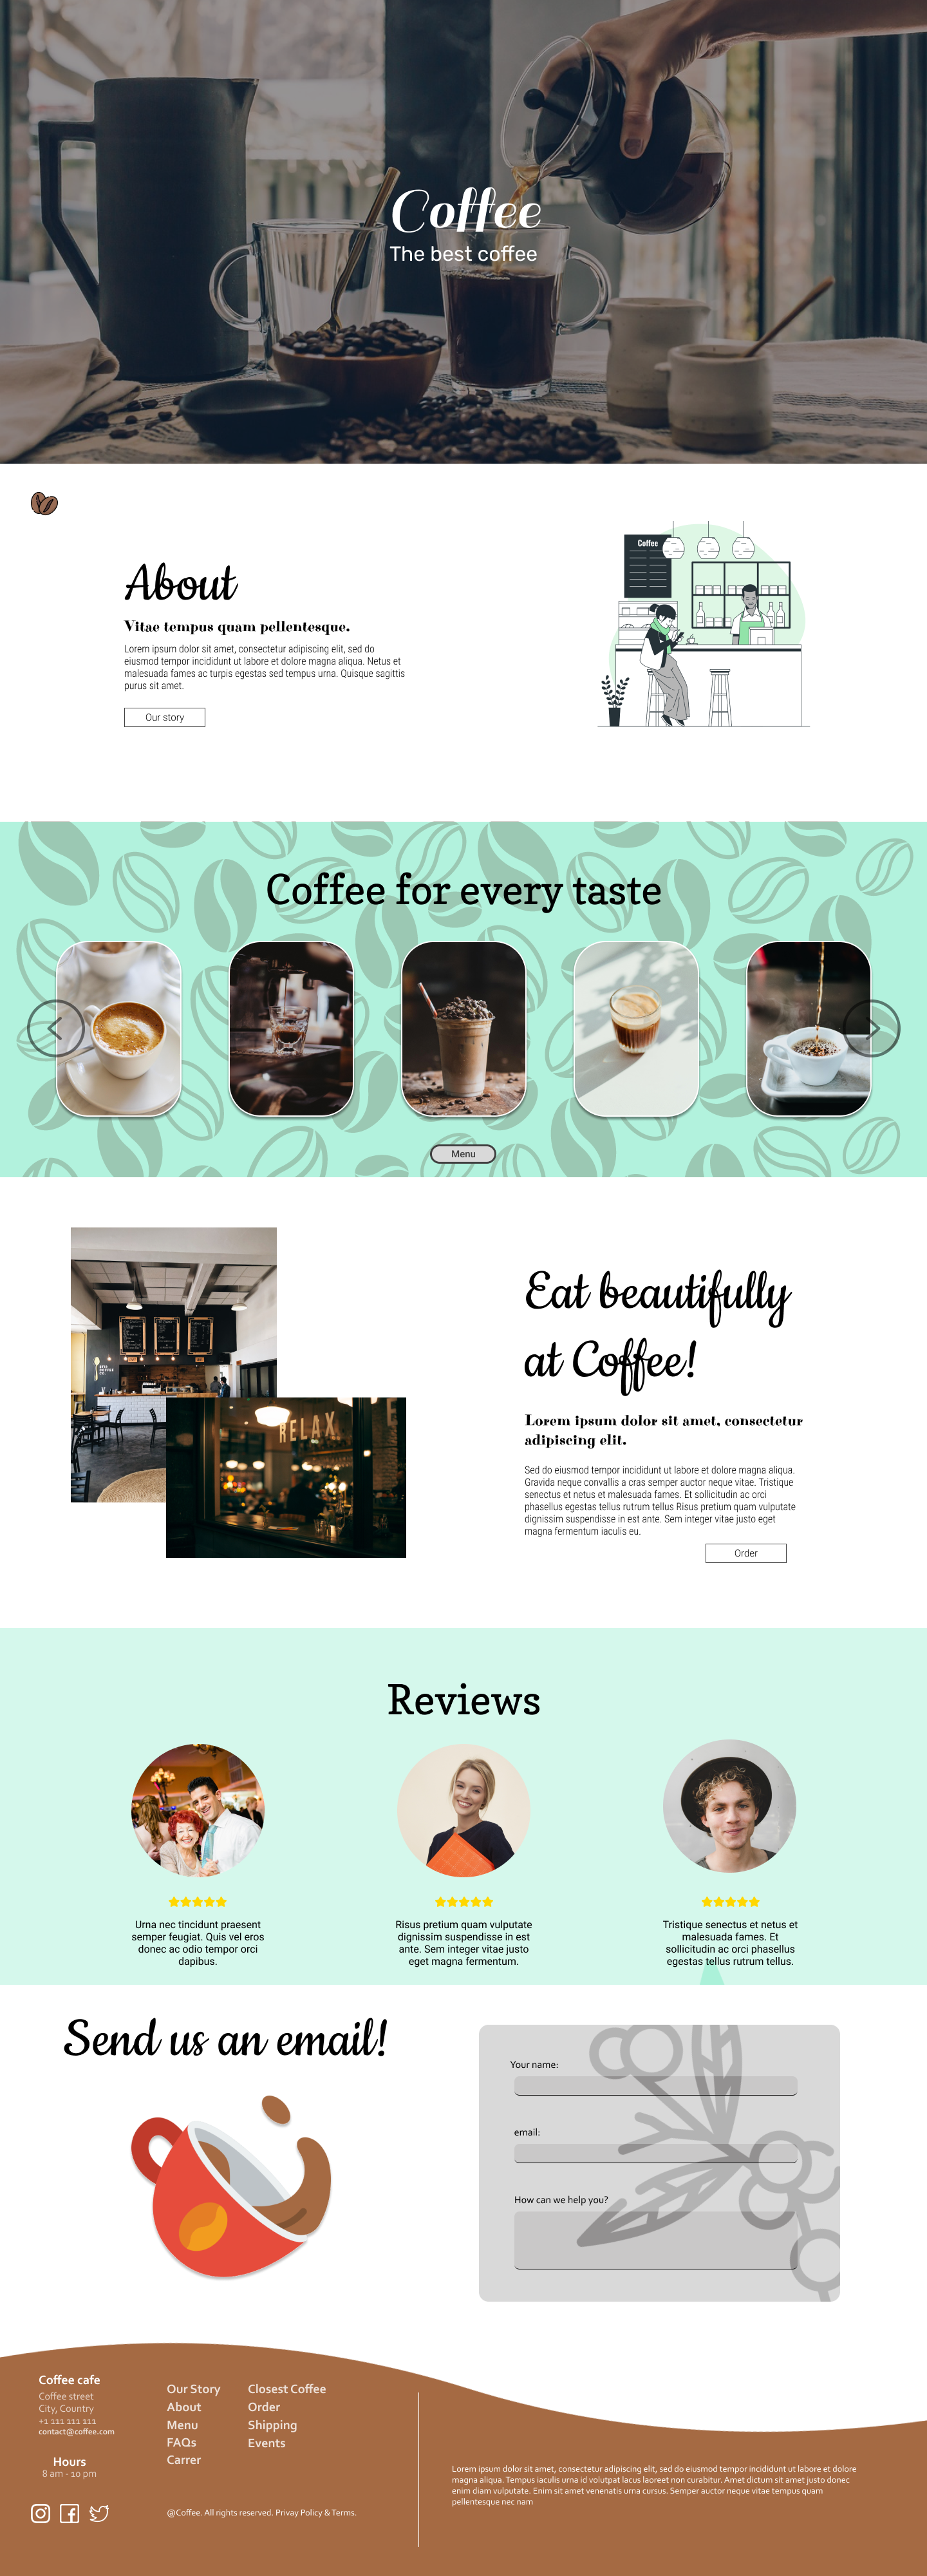 Coffee
The best coffee
About
Vitae tempus quam pellentesque.
Lorem ipsum dolor sit amet, consectetur adipiscing elit, sed do
eiusmod tempor incididunt ut labore et dolore magna aliqua. Netus et
malesuada fames ac turpis egestas sed tempus urna. Quisque sagittis
purus sit amet.
Our story
Coffee
Coffee for every taste
Menu
RELAX
Eat beautifully
at Coffee!
Lorem ipsum dolor sit amet, consectetur
adipiscing elit.
Sed do eiusmod tempor incididunt ut labore et dolore magna aliqua.
Gravida neque convallis a cras semper auctor neque vitae. Tristique
senectus et netus et malesuada fames. Et sollicitudin ac orci
phasellus egestas tellus rutrum tellus Risus pretium quam vulputate
dignissim suspendisse in est ante. Sem integer vitae justo eget
magna fermentum iaculis eu.
Order
Reviews
Urna nec tincidunt praesent
semper feugiat. Quis vel eros
donec ac odio tempor orci
dapibus.
Risus pretium quam vulputate
dignissim suspendisse in est
ante. Sem integer vitae justo
eget magna fermentum.
Tristique senectus et netus et
malesuada fames. Et
sollicitudin ac orci phasellus
egestas tellus rutrum tellus.
Send us an email!
Your name:
email:
How can we help you?
Coffee cafe
Coffee street
City, Country
+1 111 111 111
contact@coffee.com
Hours
8 am - 10 pm
Our Story
About
Menu
FAQs
Carrer
Closest Coffee
Order
Shipping
Events
@Coffee. All rights reserved. Privay Policy & Terms.
Lorem ipsum dolor sit amet, consectetur adipiscing elit, sed do eiusmod tempor incididunt ut labore et dolore
magna aliqua. Tempus iaculis urna id volutpat lacus laoreet non curabitur. Amet dictum sit amet justo donec
enim diam vulputate. Enim sit amet venenatis urna cursus. Semper auctor neque vitae tempus quam
pellentesque nec nam